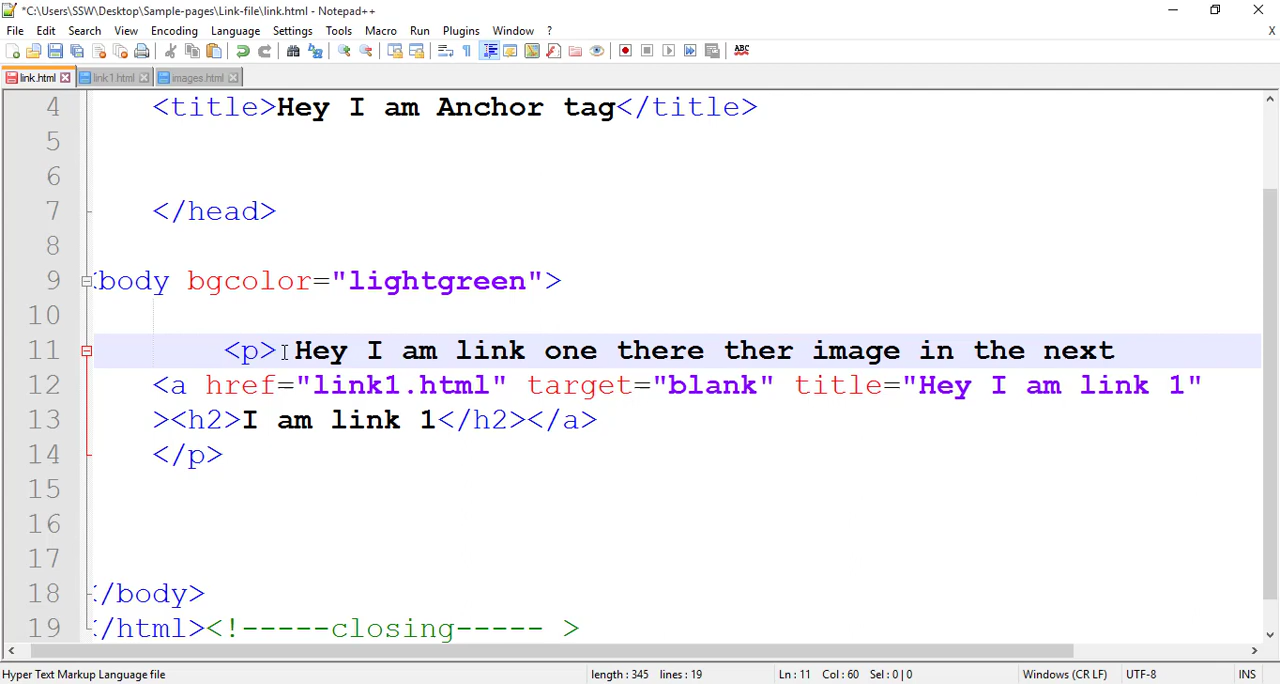 *C:\Users\SSW\Desktop\Sample-pages\Link-file\link.html - Notepad++
File Edit Search View Encoding Language Settings Tools Macro Run Plugins Window ? X
link.html link1.html images.html
4 <title>Hey I am Anchor tag</title>
5
6
7 </head>
8
9 <body bgcolor="lightgreen">
10
11 <p> Hey I am link one there ther image in the next
12 <a href="link1.html" target="blank" title="Hey I am link 1"
13 ><h2>I am link 1</h2></a>
14 </p>
15
16
17
18 </body>
19 </html><!-----closing----- >
Hyper Text Markup Language file length : 345 lines : 19 Ln : 11 Col : 60 Sel : 0 | 0 Windows (CR LF) UTF-8 INS